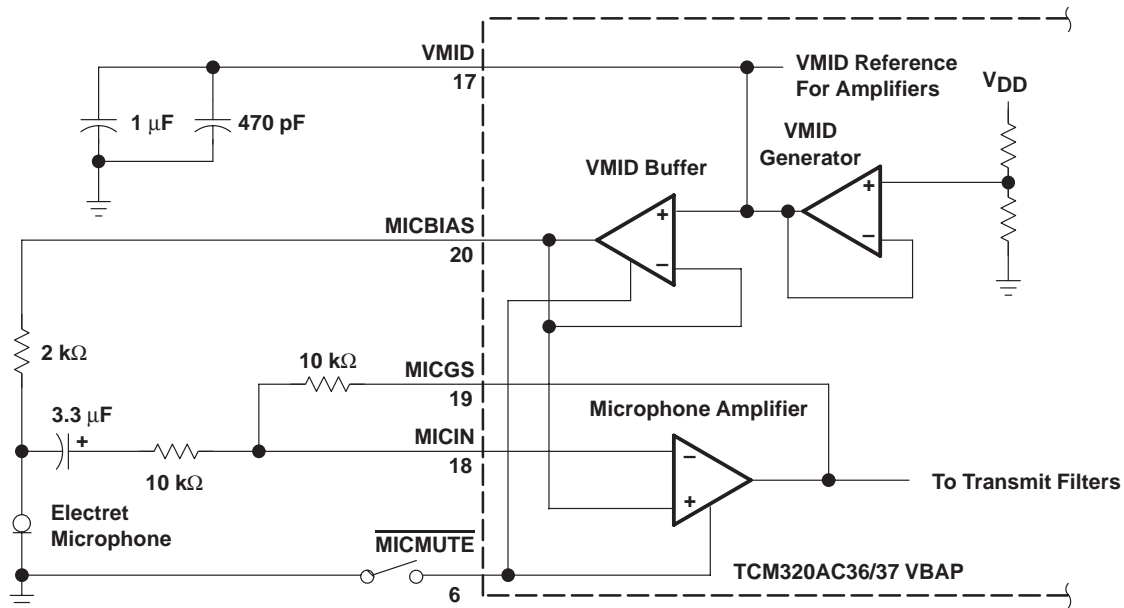 VMID
17
VMID Reference
For Amplifiers
VDD
1 μF
470 pF
VMID
Generator
+
−
VMID Buffer
+
−
MICBIAS
20
2 kΩ
10 kΩ
MICGS
19
Microphone Amplifier
3.3 μF
+
10 kΩ
MICIN
18
−
+
To Transmit Filters
Electret
Microphone
MICMUTE
6
TCM320AC36/37 VBAP